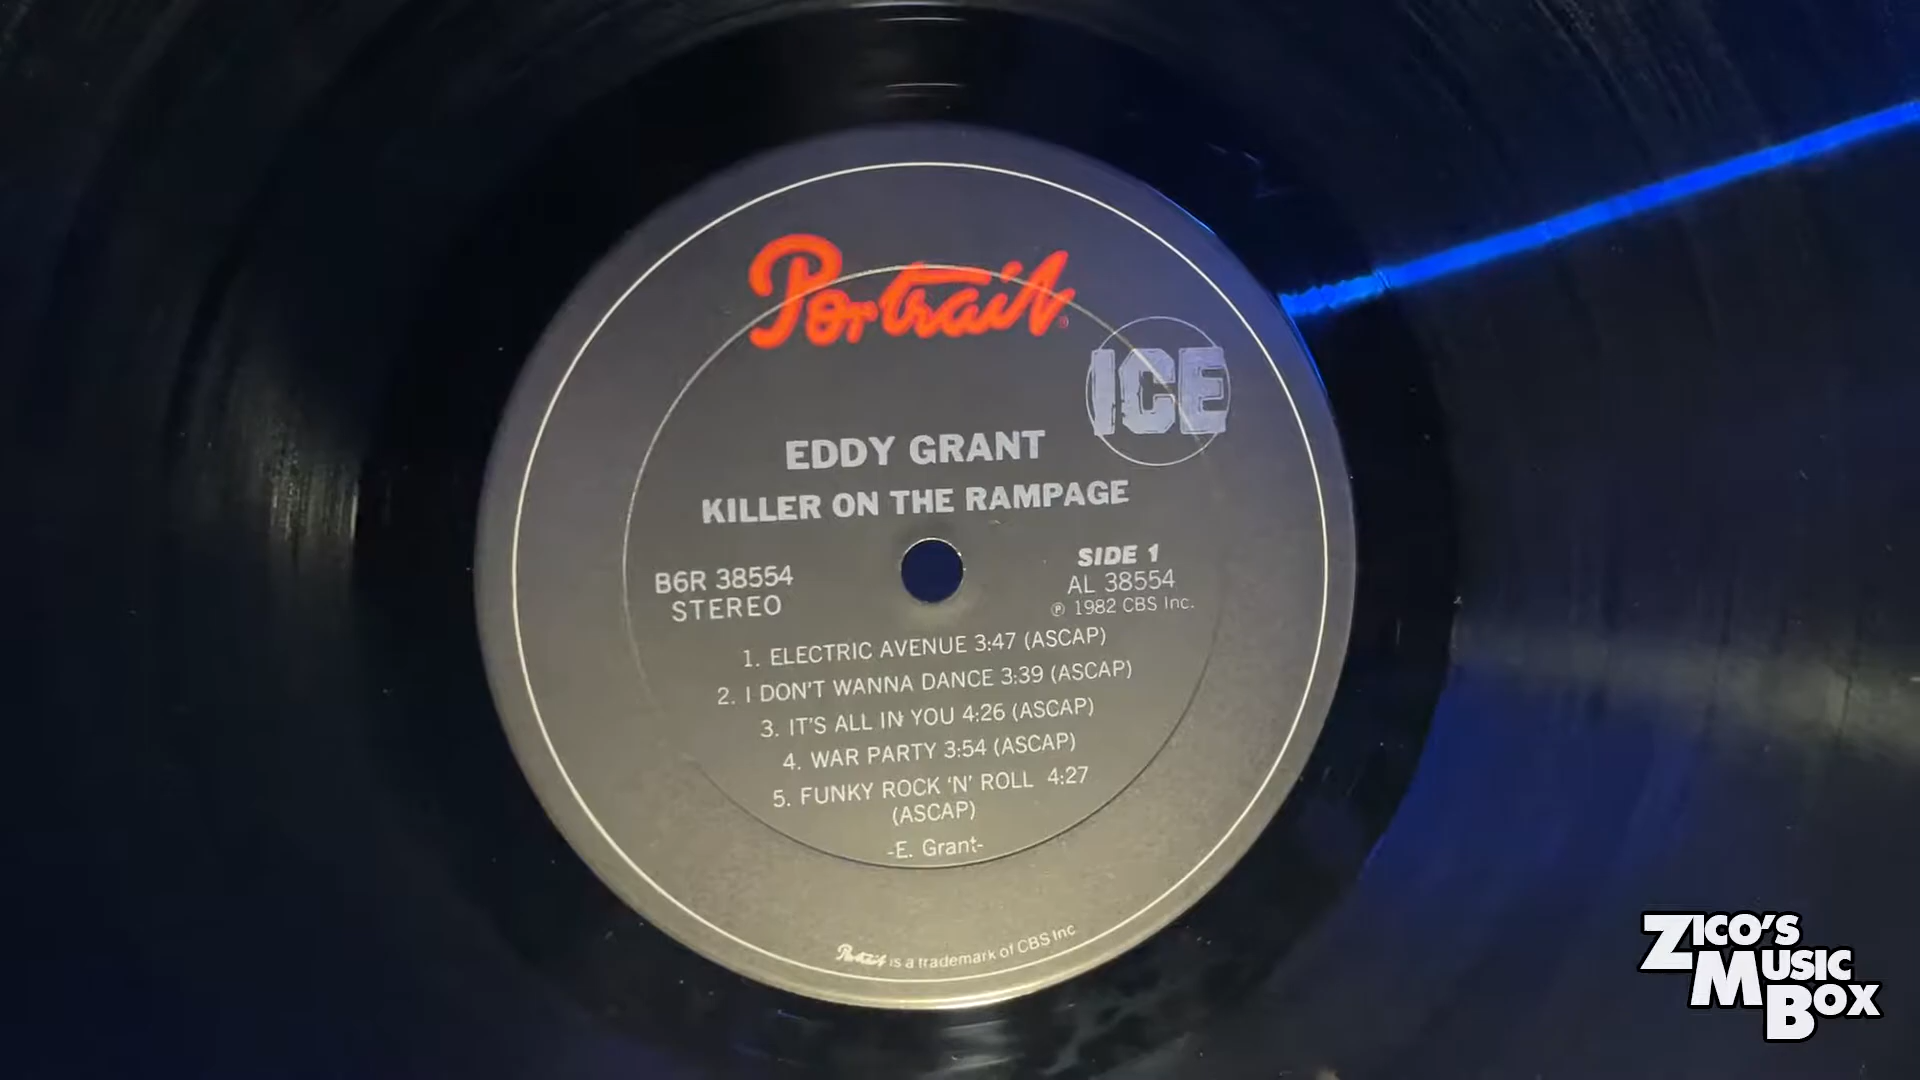 Portrait
ICE
EDDY GRANT
KILLER ON THE RAMPAGE
B6R 38554
STEREO
SIDE 1
AL 38554
℗ 1982 CBS Inc.
1. ELECTRIC AVENUE 3:47 (ASCAP)
2. I DON'T WANNA DANCE 3:39 (ASCAP)
3. IT'S ALL IN YOU 4:26 (ASCAP)
4. WAR PARTY 3:54 (ASCAP)
5. FUNKY ROCK 'N' ROLL 4:27
(ASCAP)
-E. Grant-
Portrait is a trademark of CBS Inc
ZICO'S
MUSIC
BOX